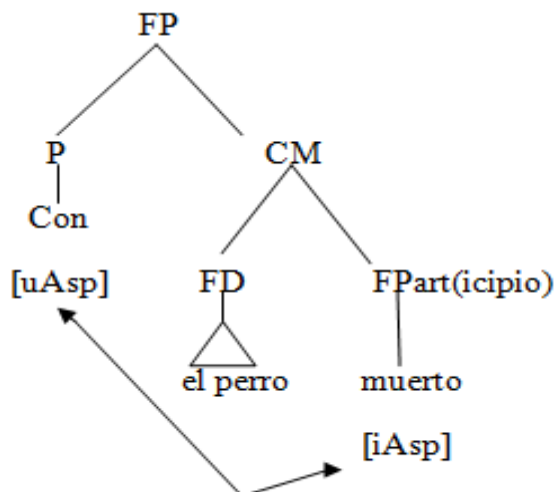 FP
P CM
Con
[uAsp] FD FPart(icipio)
el perro muerto
[iAsp]